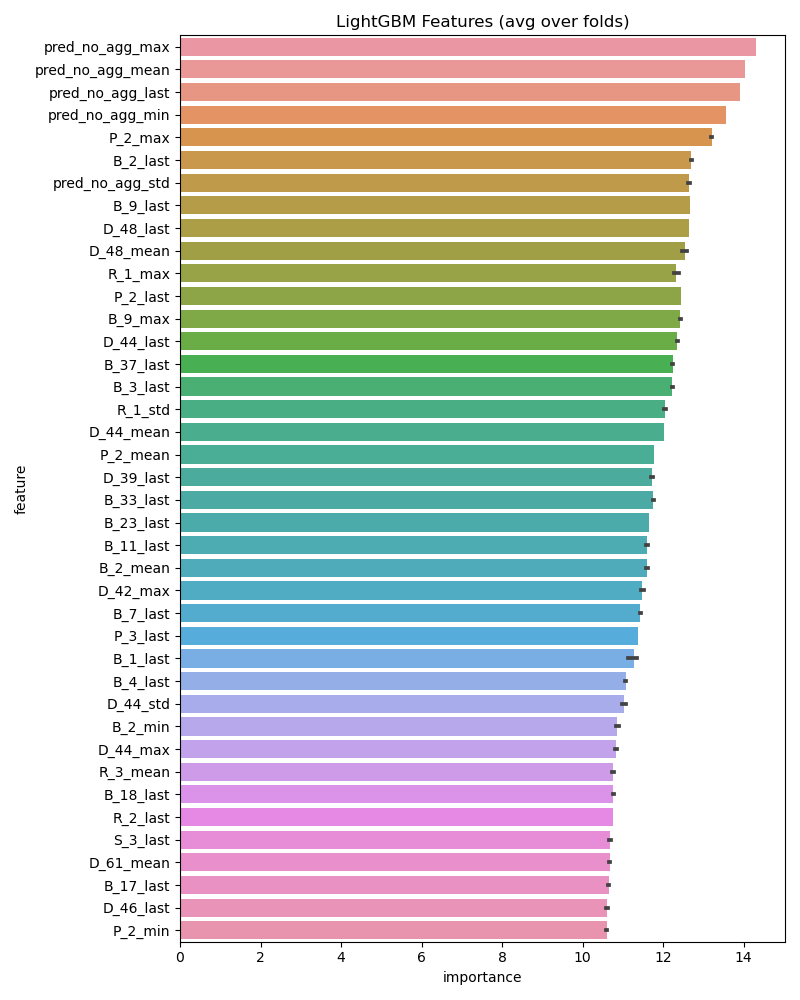 LightGBM Features (avg over folds)
pred_no_agg_max
pred_no_agg_mean
pred_no_agg_last
pred_no_agg_min
P_2_max
B_2_last
pred_no_agg_std
B_9_last
D_48_last
D_48_mean
R_1_max
P_2_last
B_9_max
D_44_last
B_37_last
B_3_last
R_1_std
D_44_mean
P_2_mean
D_39_last
B_33_last
B_23_last
B_11_last
B_2_mean
D_42_max
B_7_last
P_3_last
B_1_last
B_4_last
D_44_std
B_2_min
D_44_max
R_3_mean
B_18_last
R_2_last
S_3_last
D_61_mean
B_17_last
D_46_last
P_2_min
feature
0 2 4 6 8 10 12 14
importance